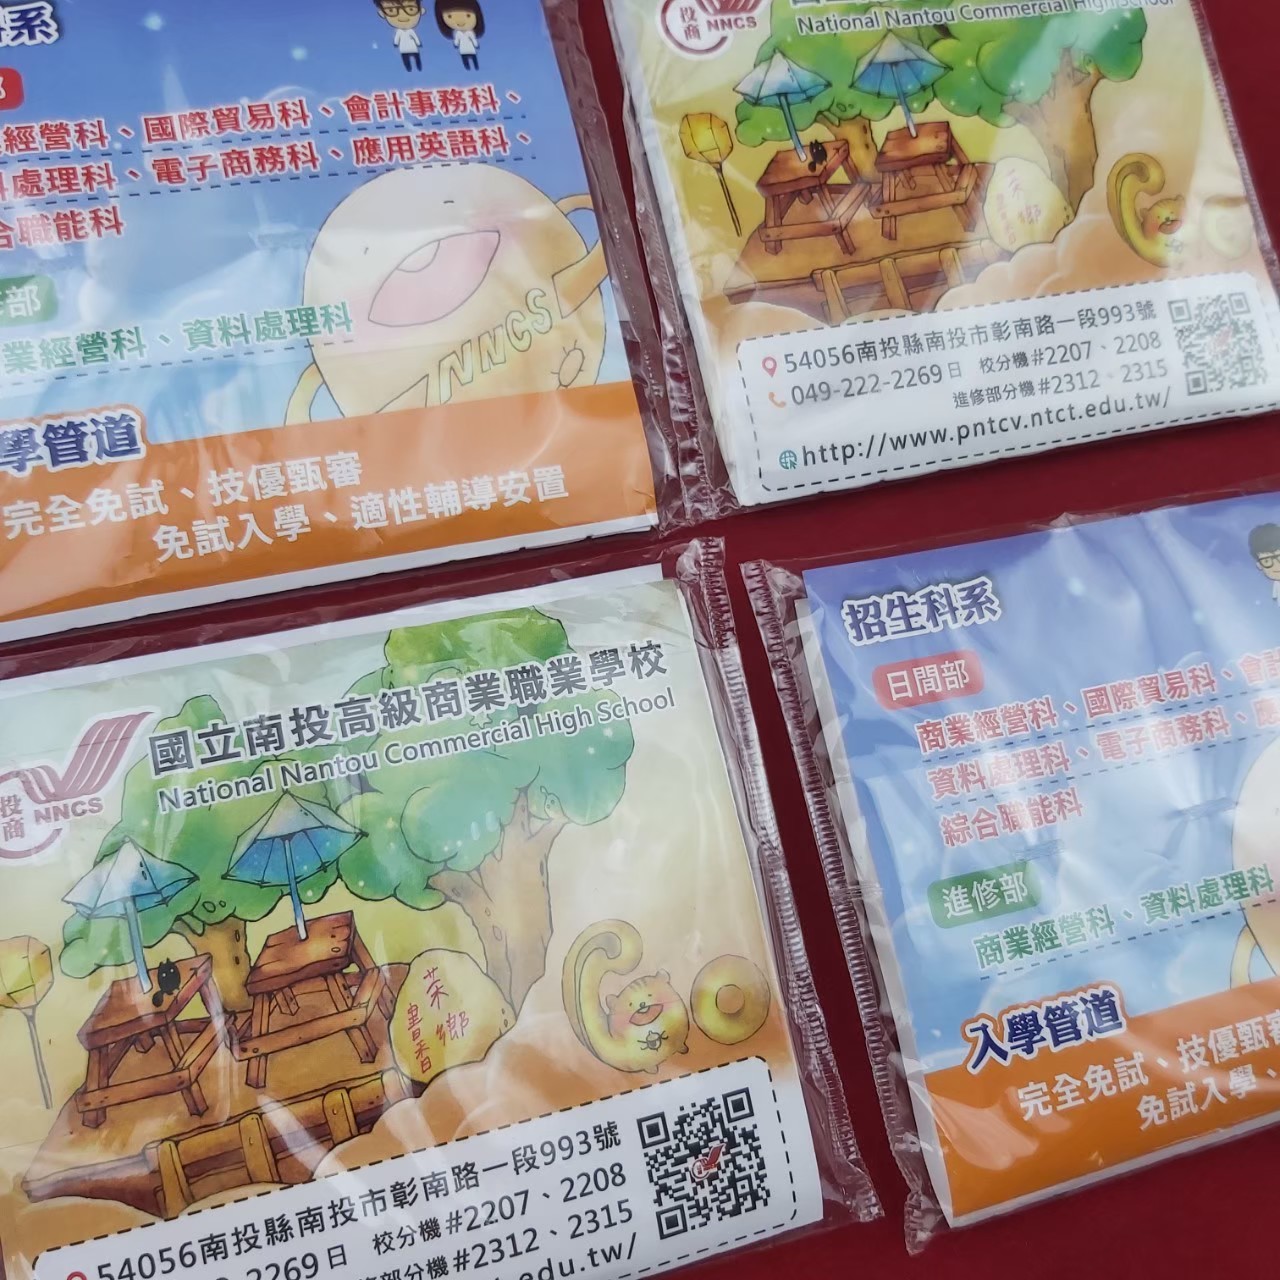 系
經營科、國際貿易科、會計事務科、
處理科、電子商務科、應用英語科、
合職能科
業經營科、資料處理科
NNCS
學管道
完全免試、技優甄審
免試入學、適性輔導安置
投商 NNCS
National Nantou Commercial High School
茶香
鄉
54056南投縣南投市彰南路一段993號
049-222-2269 日 校分機#2207、2208
進修部分機#2312、2315
http://www.pntcv.ntct.edu.tw/
國立南投高級商業職業學校
National Nantou Commercial High School
投商 NNCS
書香
茶鄉
54056南投縣南投市彰南路一段993號
2269 日 校分機#2207、2208
修部分機#2312、2315
edu.tw/
招生科系
日間部
商業經營科、國際貿易科、會
資料處理科、電子商務科、應
綜合職能科
進修部
商業經營科、資料處理科
入學管道
完全免試、技優甄審
免試入學、